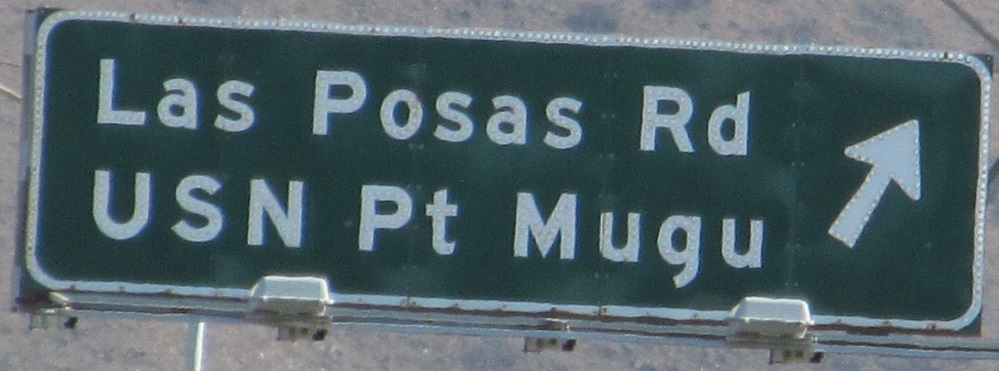 Las Posas Rd
USN Pt Mugu